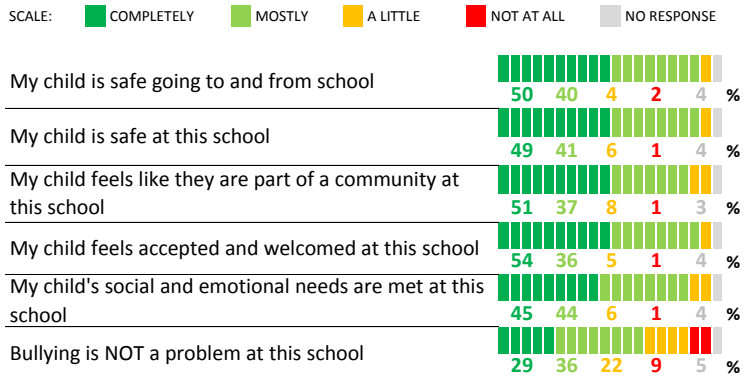 SCALE: COMPLETELY MOSTLY A LITTLE NOT AT ALL NO RESPONSE
My child is safe going to and from school
50 40 4 2 4 %
My child is safe at this school
49 41 6 1 4 %
My child feels like they are part of a community at
this school
51 37 8 1 3 %
My child feels accepted and welcomed at this school
54 36 5 1 4 %
My child's social and emotional needs are met at this
school
45 44 6 1 4 %
Bullying is NOT a problem at this school
29 36 22 9 5 %